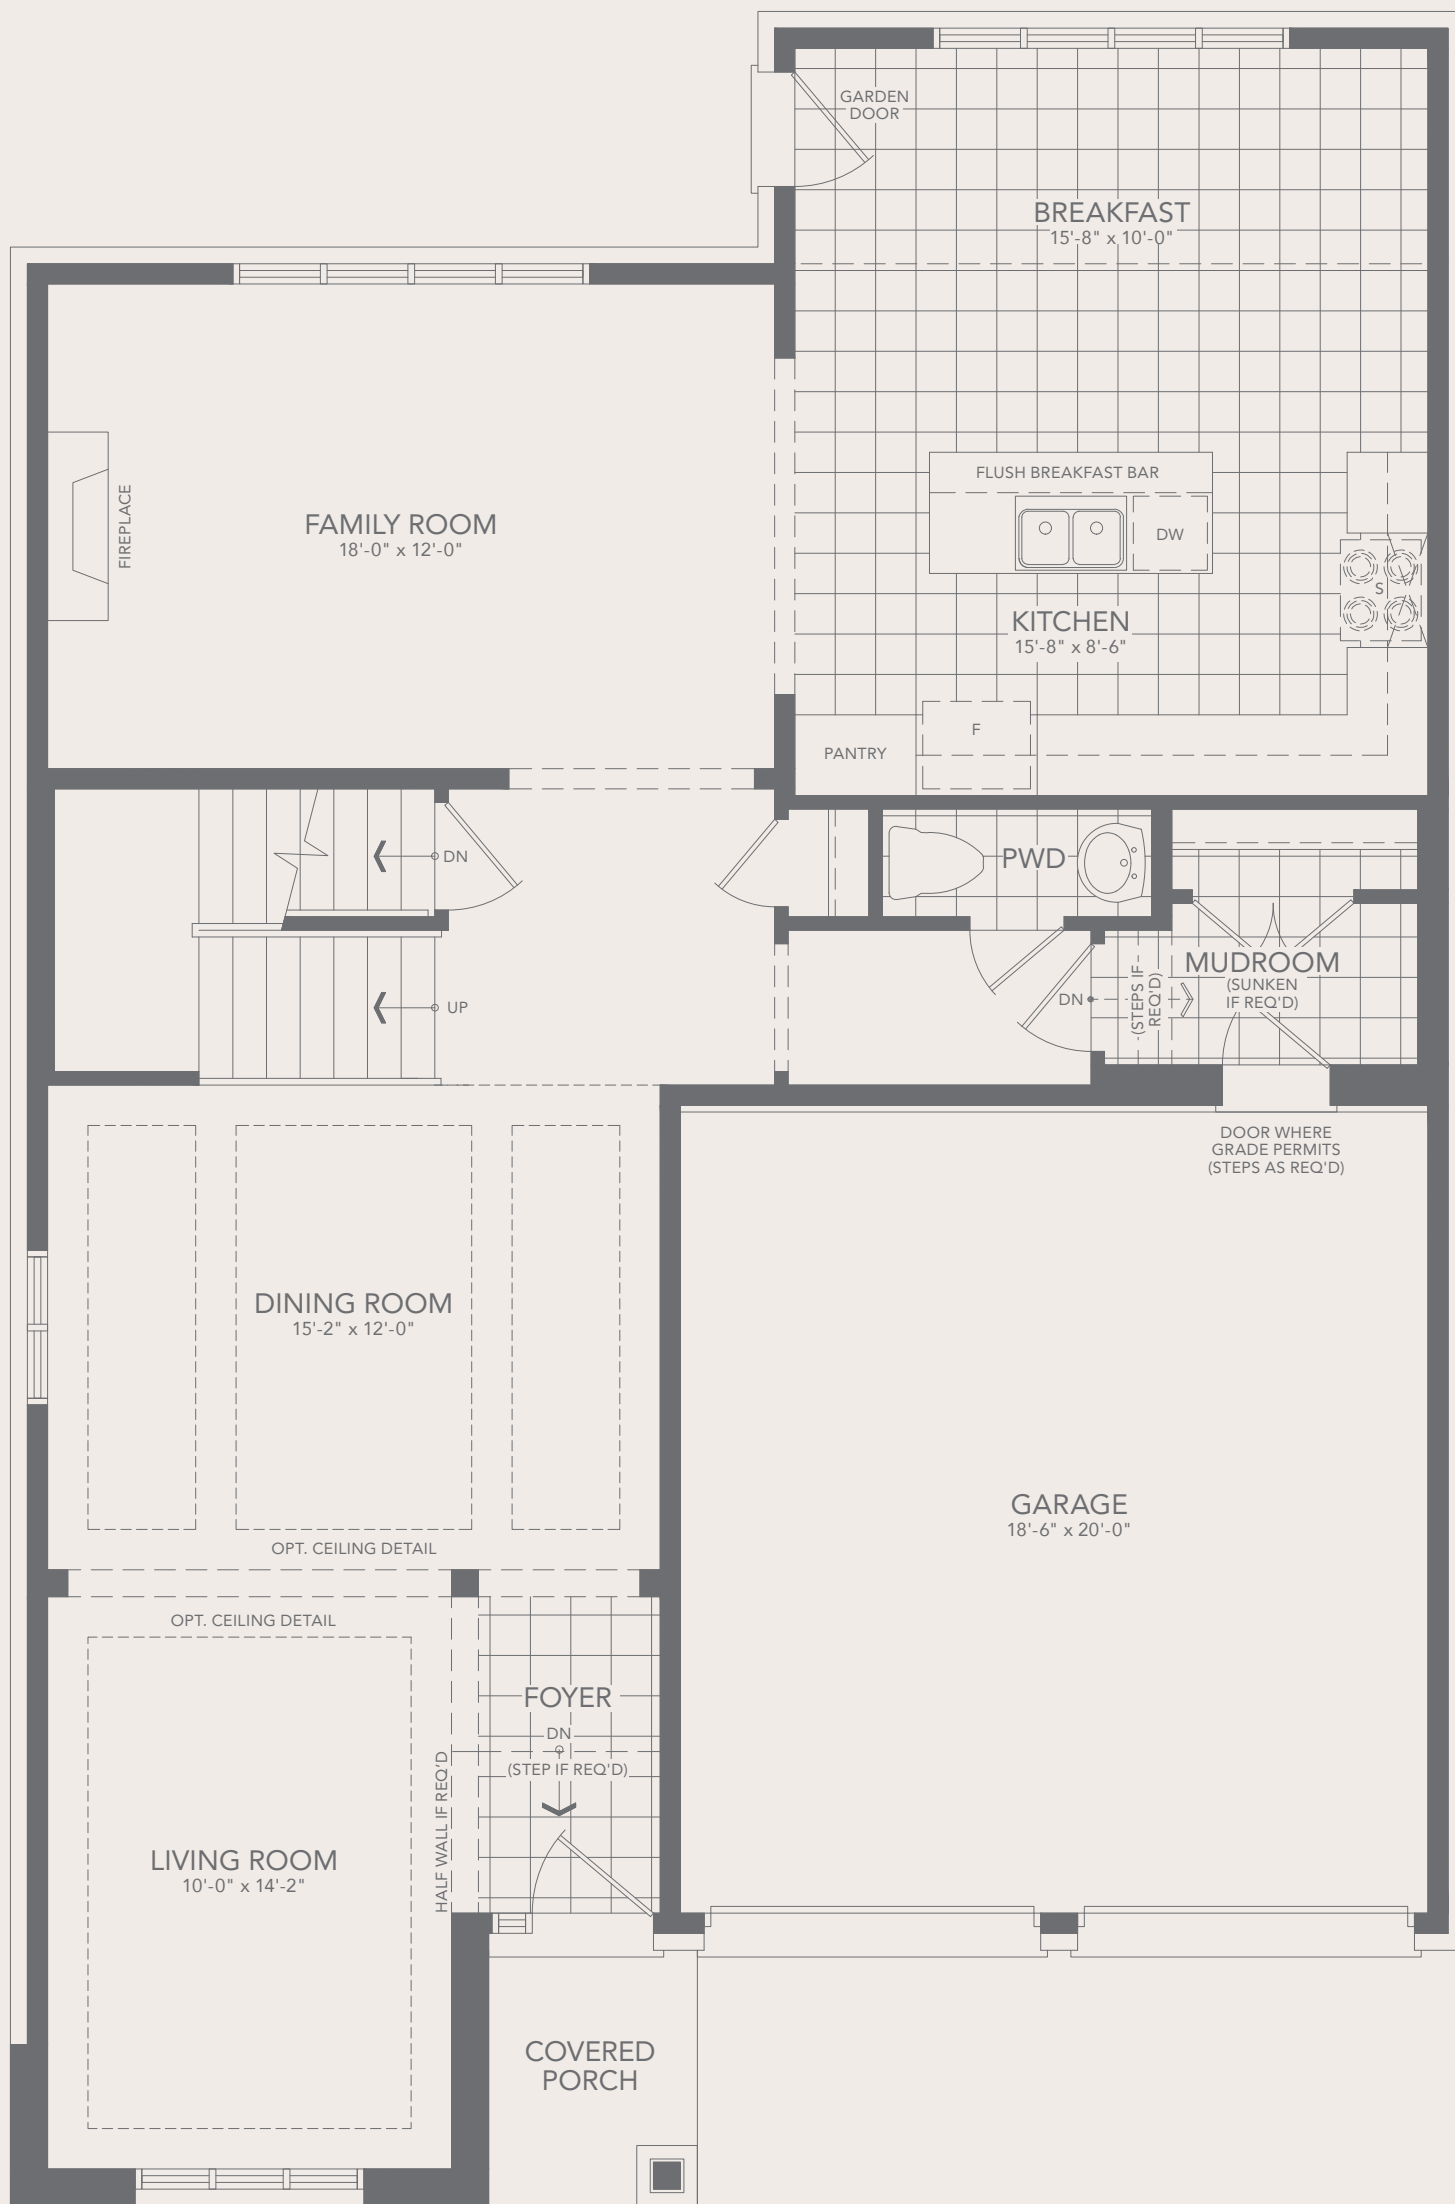 GARDEN
DOOR
BREAKFAST
15'-8" x 10'-0"
FLUSH BREAKFAST BAR
DW
S
KITCHEN
15'-8" x 8'-6"
F
PANTRY
FAMILY ROOM
18'-0" x 12'-0"
FIREPLACE
DN
UP
PWD
MUDROOM
(SUNKEN
IF REQ'D)
DN
(STEPS IF
REQ'D)
DOOR WHERE
GRADE PERMITS
(STEPS AS REQ'D)
DINING ROOM
15'-2" x 12'-0"
OPT. CEILING DETAIL
GARAGE
18'-6" x 20'-0"
OPT. CEILING DETAIL
FOYER
DN
(STEP IF REQ'D)
HALF WALL IF REQ'D
LIVING ROOM
10'-0" x 14'-2"
COVERED
PORCH